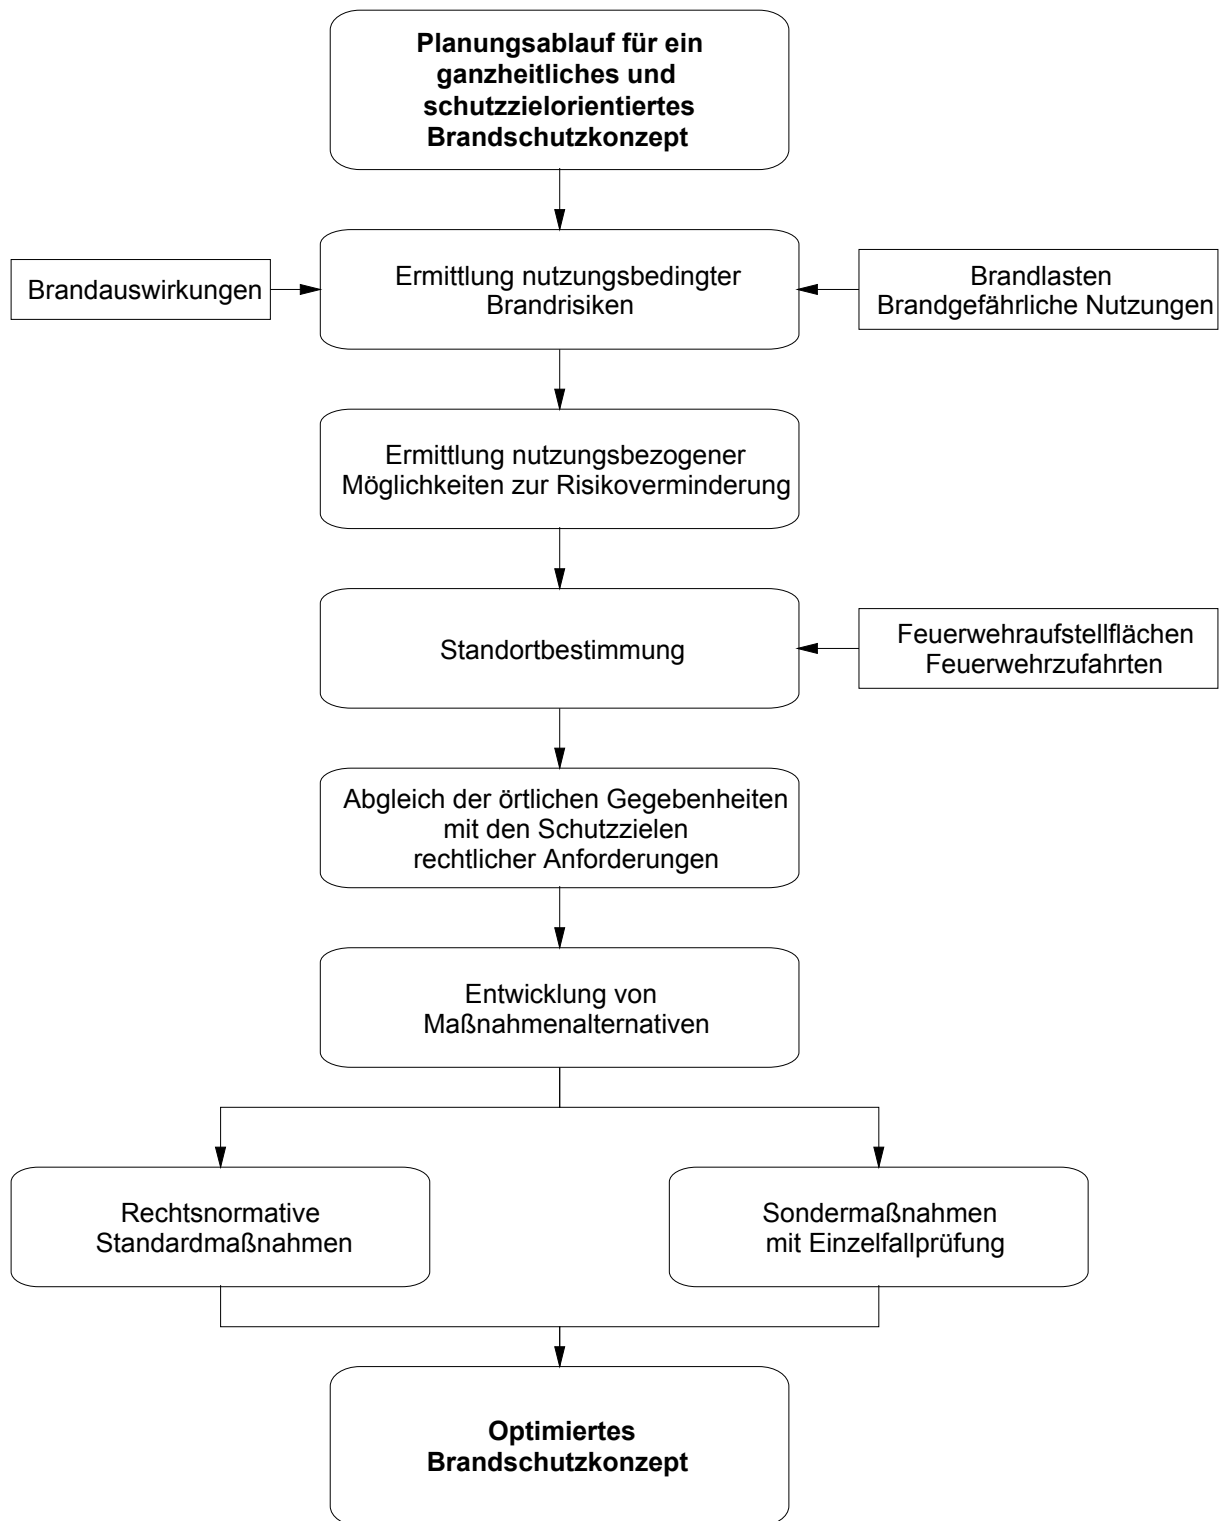 Planungsablauf für ein
ganzheitliches und
schutzzielorientiertes
Brandschutzkonzept
Brandauswirkungen
Ermittlung nutzungsbedingter
Brandrisiken
Brandlasten
Brandgefährliche Nutzungen
Ermittlung nutzungsbezogener
Möglichkeiten zur Risikoverminderung
Standortbestimmung
Feuerwehraufstellflächen
Feuerwehrzufahrten
Abgleich der örtlichen Gegebenheiten
mit den Schutzzielen
rechtlicher Anforderungen
Entwicklung von
Maßnahmenalternativen
Rechtsnormative
Standardmaßnahmen
Sondermaßnahmen
mit Einzelfallprüfung
Optimiertes
Brandschutzkonzept